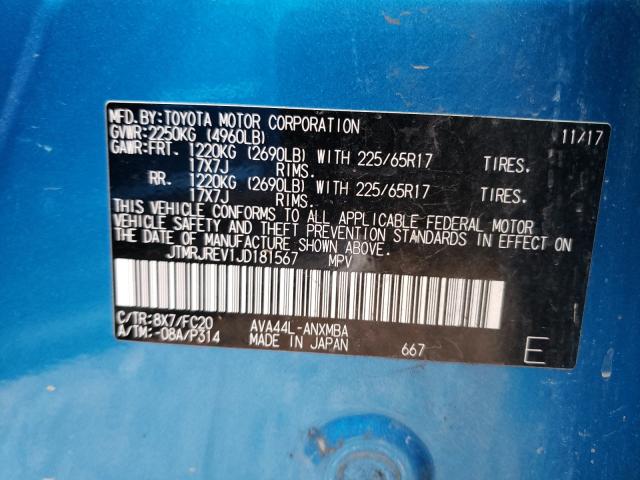 MFD.BY:TOYOTA MOTOR CORPORATION 11/17
GVWR:2250KG (4960LB)
GAWR:FRT. 1220KG (2690LB) WITH 225/65R17 TIRES.
17X7J RIMS.
RR. 1220KG (2690LB) WITH 225/65R17 TIRES.
17X7J RIMS.
THIS VEHICLE CONFORMS TO ALL APPLICABLE FEDERAL MOTOR
VEHICLE SAFETY AND THEFT PREVENTION STANDARDS IN EFFECT ON
THE DATE OF MANUFACTURE SHOWN ABOVE.
JTMRJREV1JD181567 MPV
C/TR:8X7/FC20 AVA44L-ANXMBA
A/TM:-08A/P314 MADE IN JAPAN 667 E